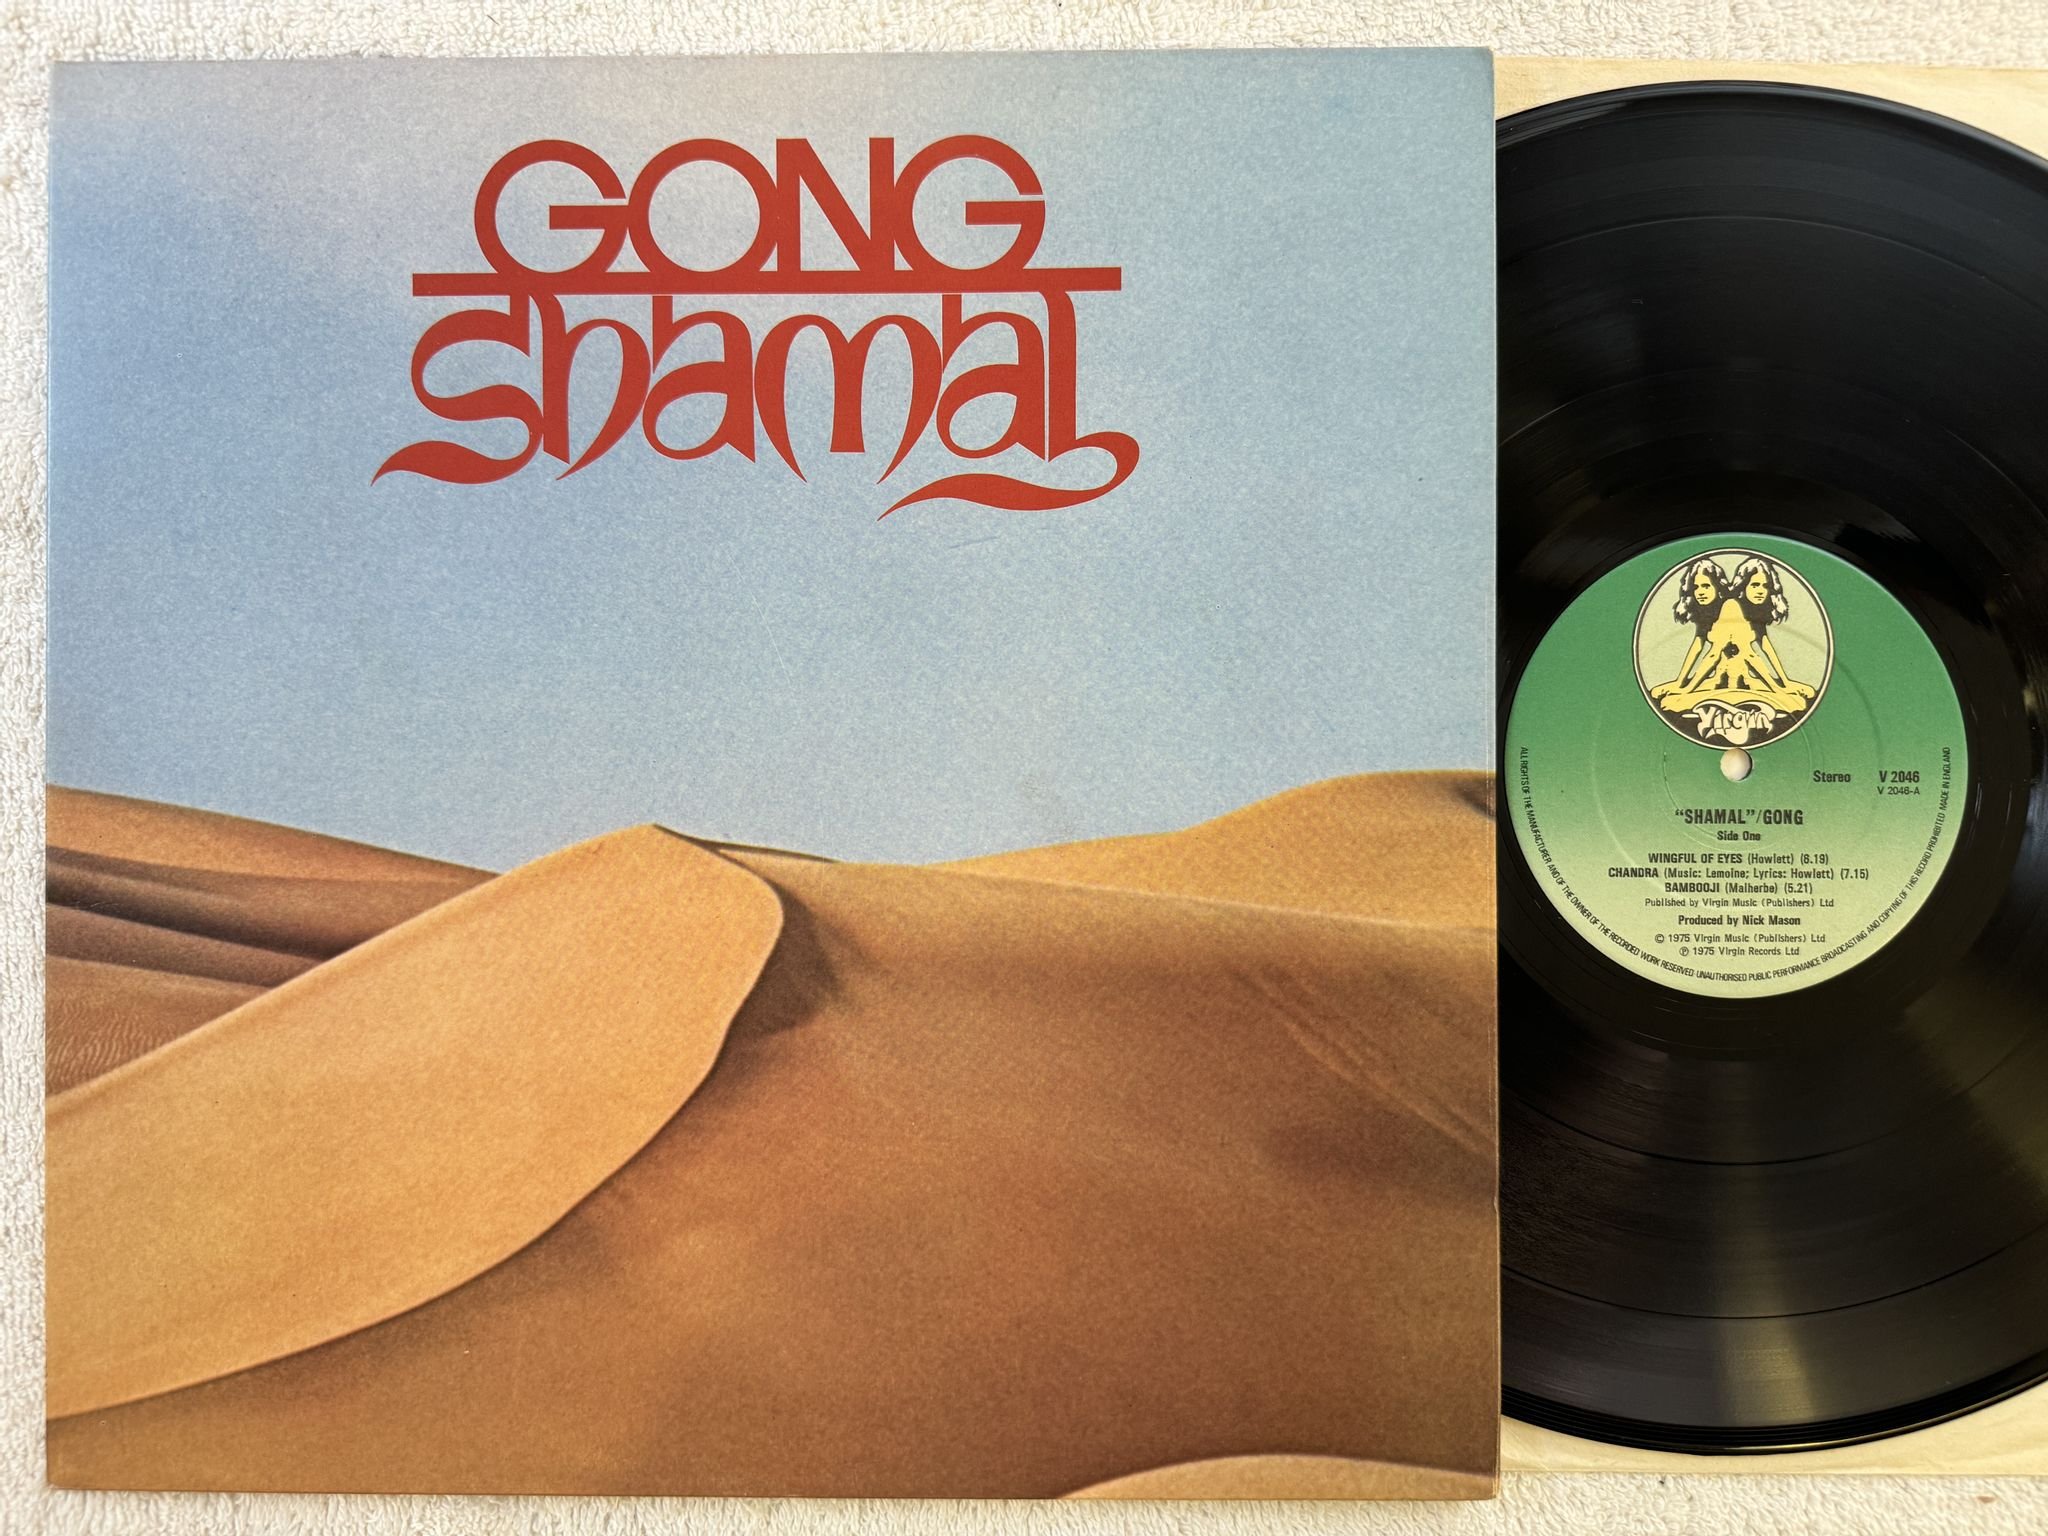 GONG
Shamal
Virgin
Stereo V 2046
V 2046-A
"SHAMAL"/GONG
Side One
WINGFUL OF EYES (Howlett) (6.19)
CHANDRA (Music: Lemoine; Lyrics: Howlett) (7.15)
BAMBOOJI (Malherbe) (5.21)
Published by Virgin Music (Publishers) Ltd
Produced by Nick Mason
© 1975 Virgin Music (Publishers) Ltd
℗ 1975 Virgin Records Ltd
ALL RIGHTS OF THE MANUFACTURER AND OF THE OWNER OF THE RECORDED WORK RESERVED UNAUTHORISED PUBLIC PERFORMANCE BROADCASTING AND COPYING OF THIS RECORD PROHIBITED MADE IN ENGLAND